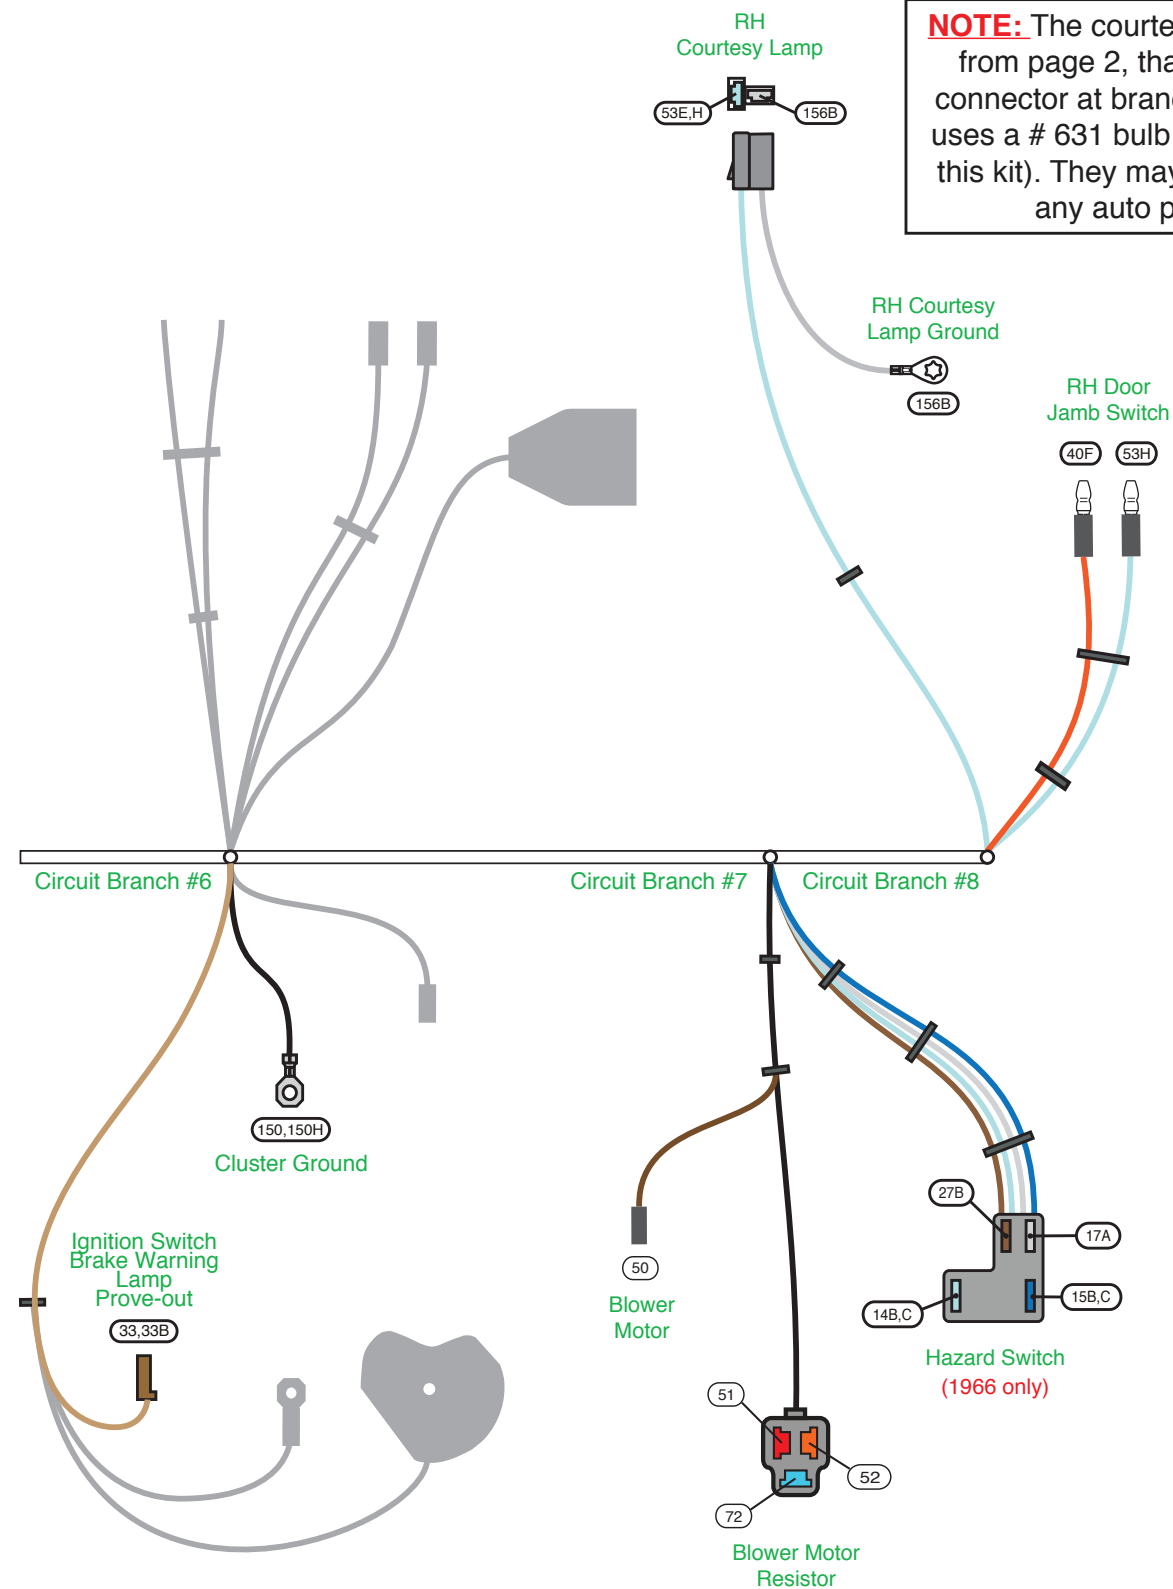 RH
Courtesy Lamp
53E,H
156B
NOTE: The courte
from page 2, tha
connector at bran
uses a # 631 bulb
this kit). They may
any auto p
RH Courtesy
Lamp Ground
156B
RH Door
Jamb Switch
40F
53H
Circuit Branch #6
Circuit Branch #7
Circuit Branch #8
150,150H
Cluster Ground
Ignition Switch
Brake Warning
Lamp
Prove-out
33,33B
50
Blower
Motor
27B
17A
14B,C
15B,C
Hazard Switch
(1966 only)
51
52
72
Blower Motor
Resistor